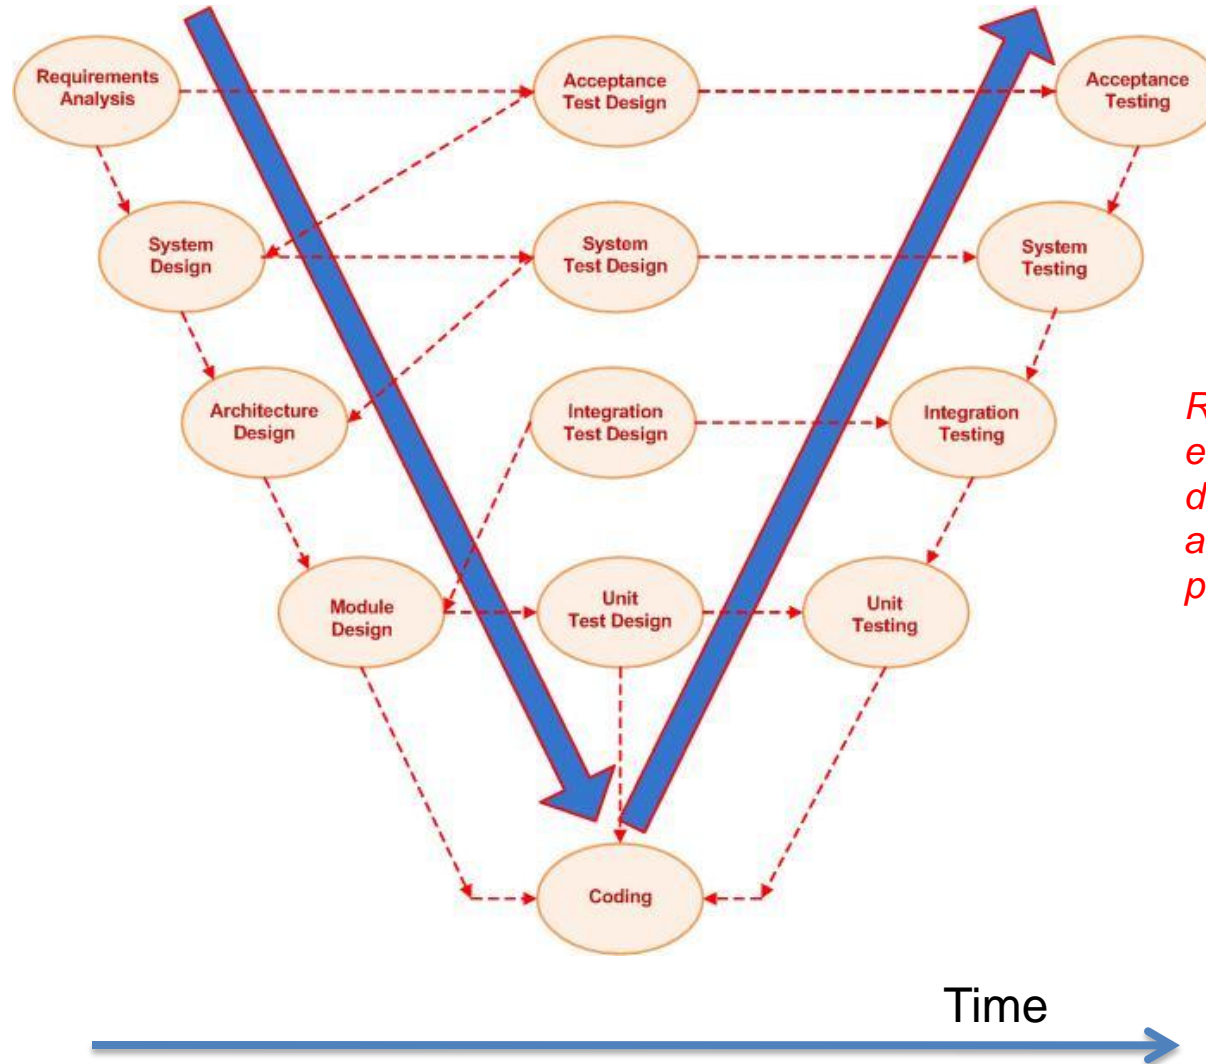 Requirements
Analysis
Acceptance
Test Design
Acceptance
Testing
System
Design
System
Test Design
System
Testing
Architecture
Design
Integration
Test Design
Integration
Testing
Module
Design
Unit
Test Design
Unit
Testing
Coding
Time